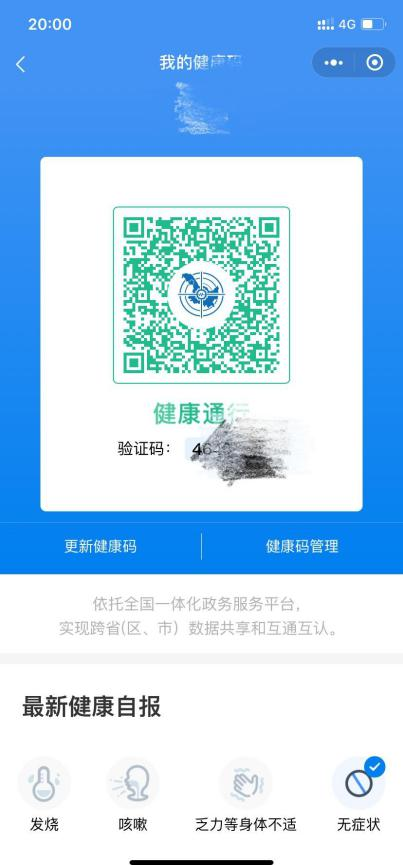 20:00
4G
我的健康码
健康通行
验证码：
更新健康码
健康码管理
依托全国一体化政务服务平台，
实现跨省(区、市）数据共享和互通互认。
最新健康自报
发烧
咳嗽
乏力等身体不适
无症状